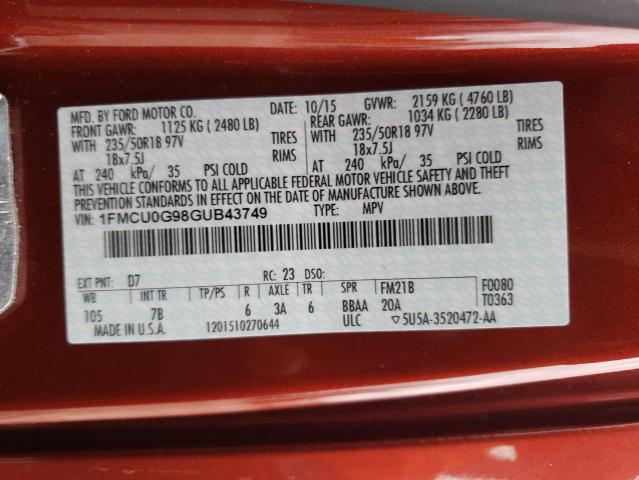 MFD. BY FORD MOTOR CO. DATE: 10/15 GVWR: 2159 KG ( 4760 LB)
FRONT GAWR: 1125 KG ( 2480 LB) REAR GAWR: 1034 KG ( 2280 LB)
WITH 235/50R18 97V TIRES WITH 235/50R18 97V TIRES
18x7.5J RIMS 18x7.5J RIMS
AT 240 kPa/ 35 PSI COLD AT 240 kPa/ 35 PSI COLD
THIS VEHICLE CONFORMS TO ALL APPLICABLE FEDERAL MOTOR VEHICLE SAFETY AND THEFT
PREVENTION STANDARDS IN EFFECT ON THE DATE OF MANUFACTURE SHOWN ABOVE.
VIN: 1FMCU0G98GUB43749 TYPE: MPV
EXT PNT: D7 RC: 23 DSO:
WB INT TR TP/PS R AXLE TR SPR FM21B F0080
105 7B 6 3A 6 BBAA 20A T0363
MADE IN U.S.A. 1201510270644 ULC ▽5U5A-3520472-AA